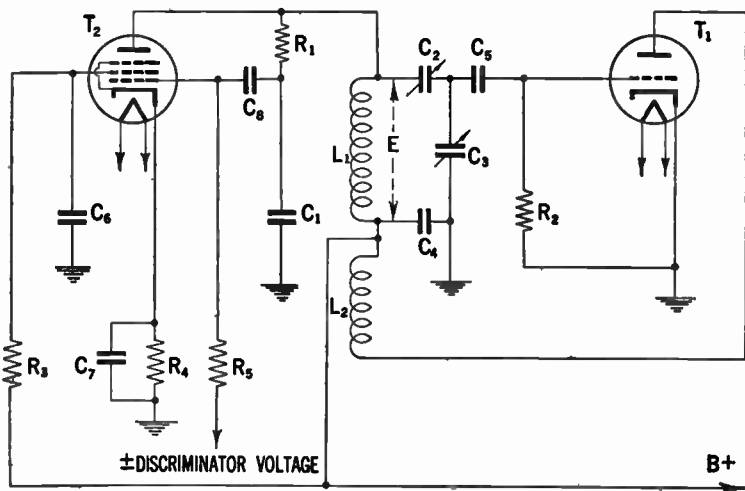 T2
R1
C2
C5
T1
C8
E
L1
C3
C6
C1
C4
R2
L2
R3
C7
R4
R5
±DISCRIMINATOR VOLTAGE
B+